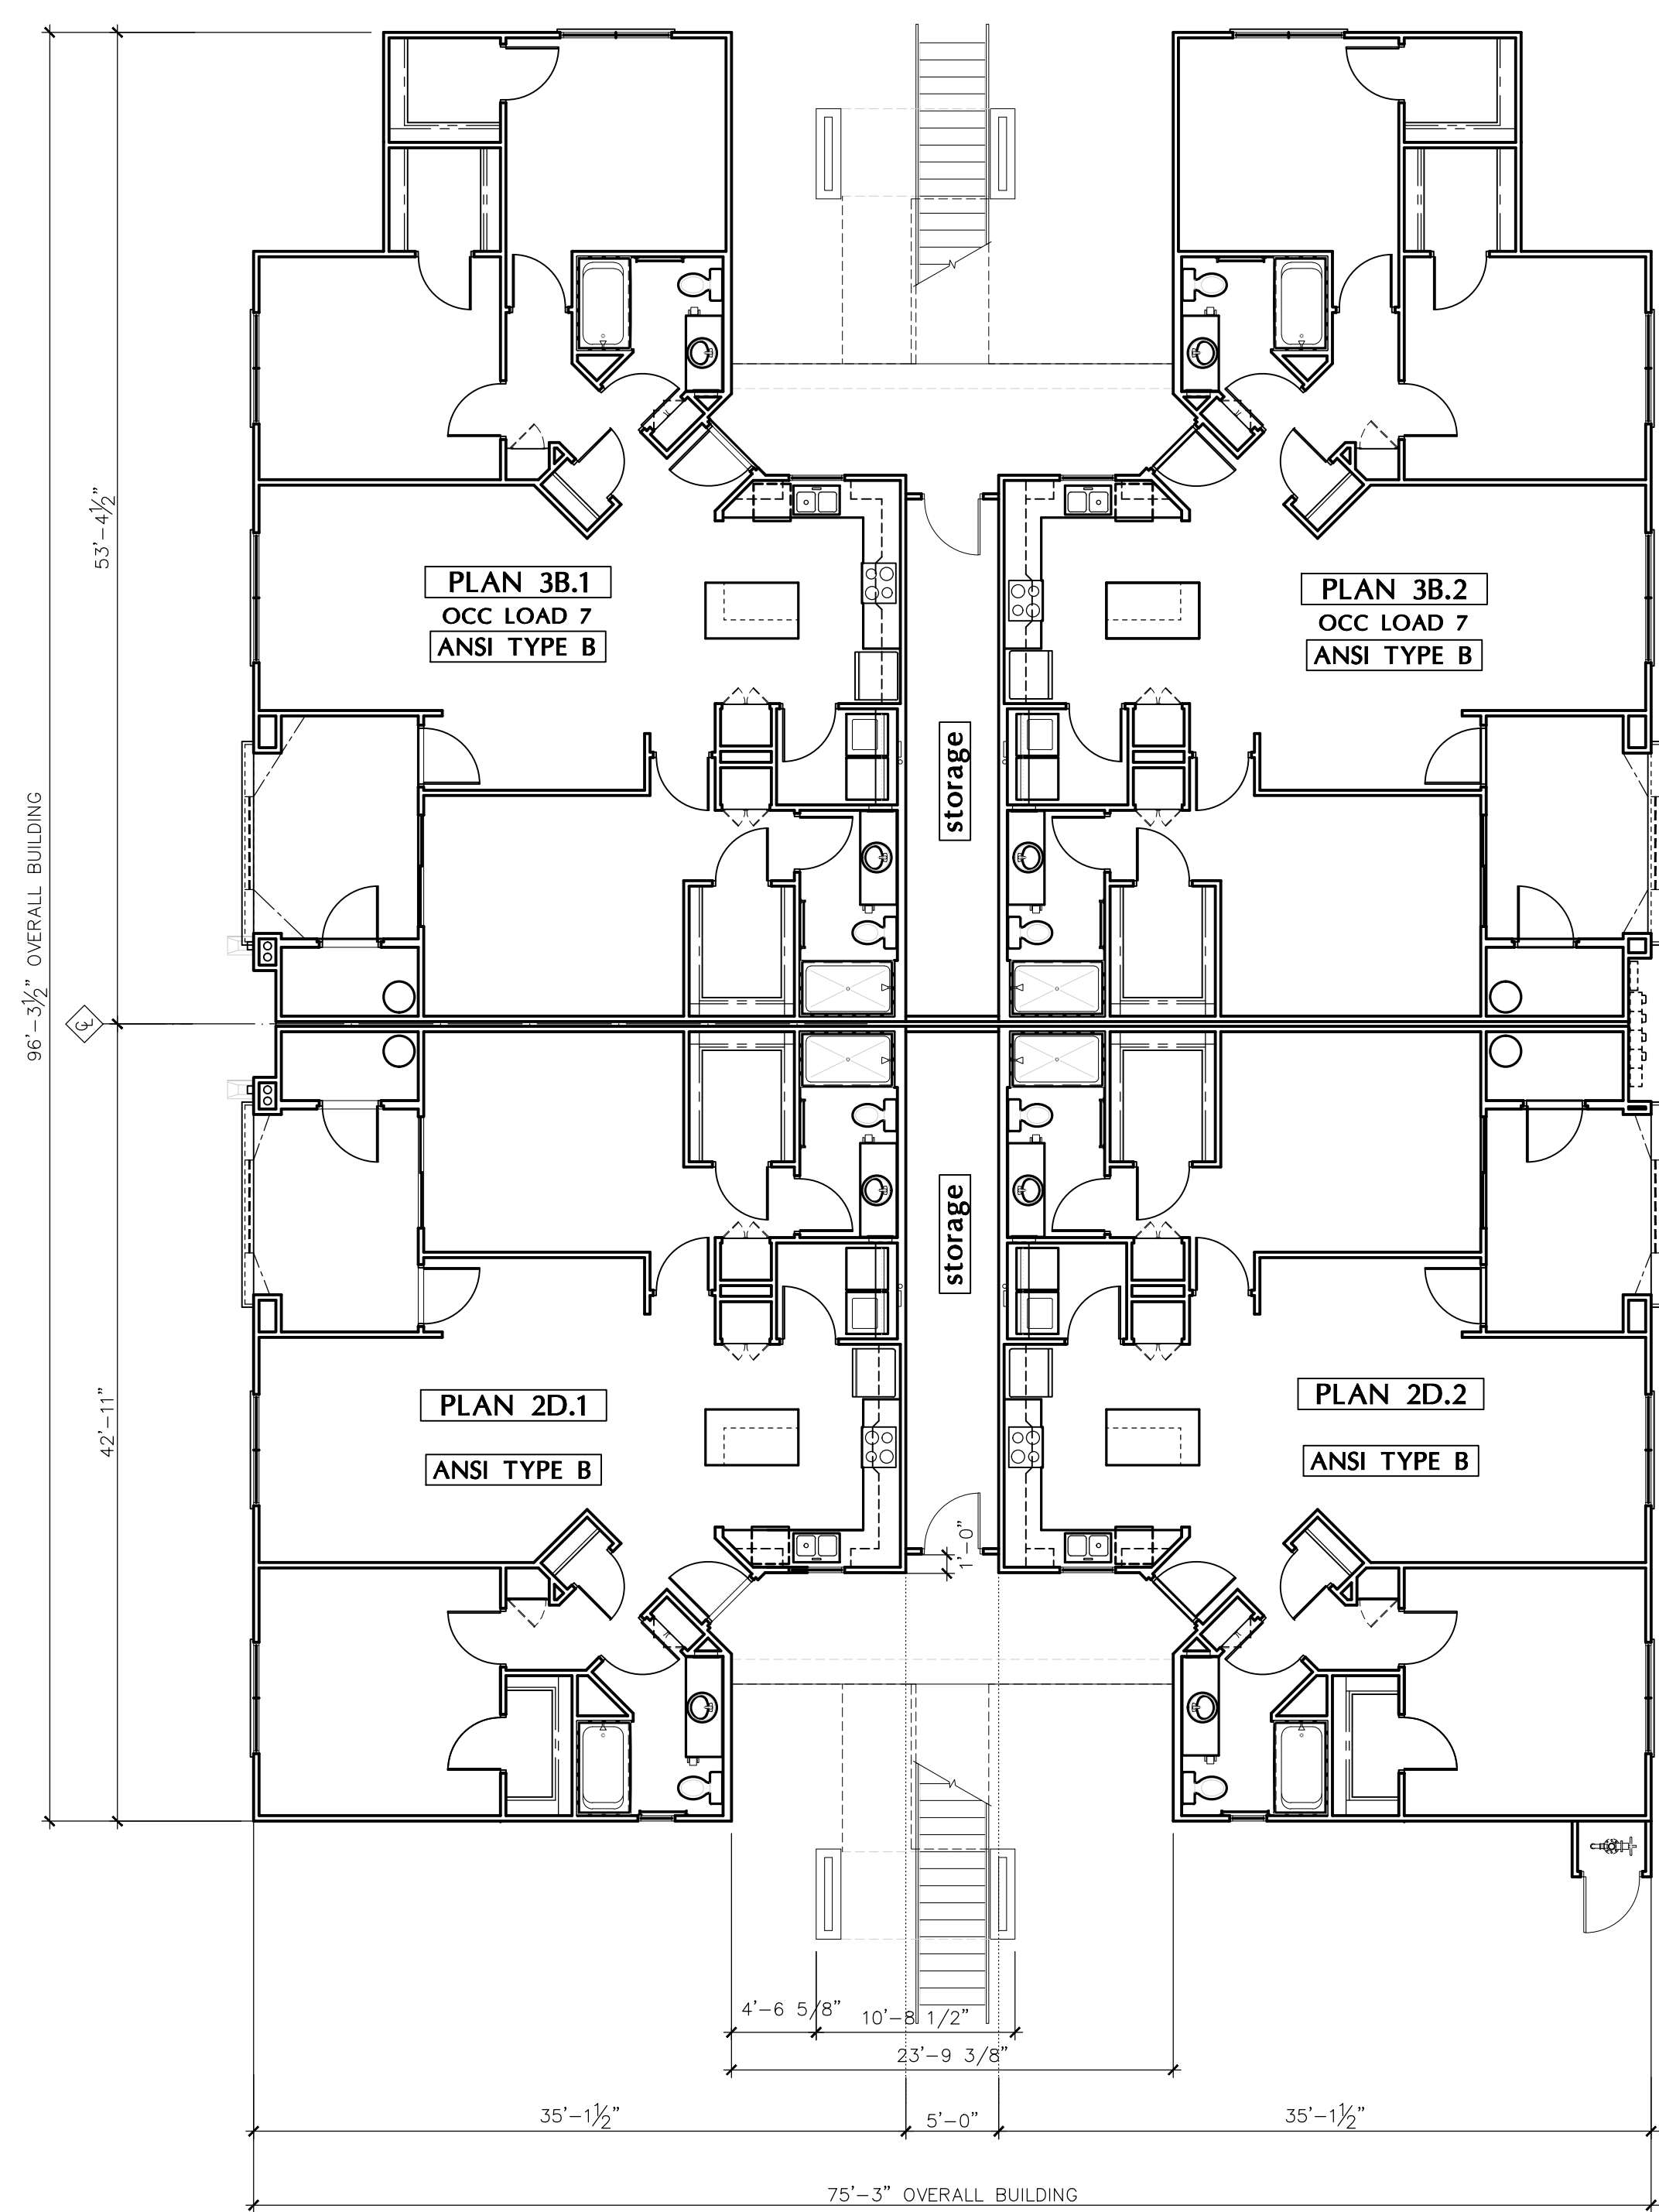 53'-4½"
PLAN 3B.1
OCC LOAD 7
ANSI TYPE B
PLAN 3B.2
OCC LOAD 7
ANSI TYPE B
storage
96'-3½" OVERALL BUILDING
CL
storage
42'-11"
PLAN 2D.1
ANSI TYPE B
PLAN 2D.2
ANSI TYPE B
1'-0"
4'-6 5/8"
10'-8 1/2"
23'-9 3/8"
35'-1½"
5'-0"
35'-1½"
75'-3" OVERALL BUILDING